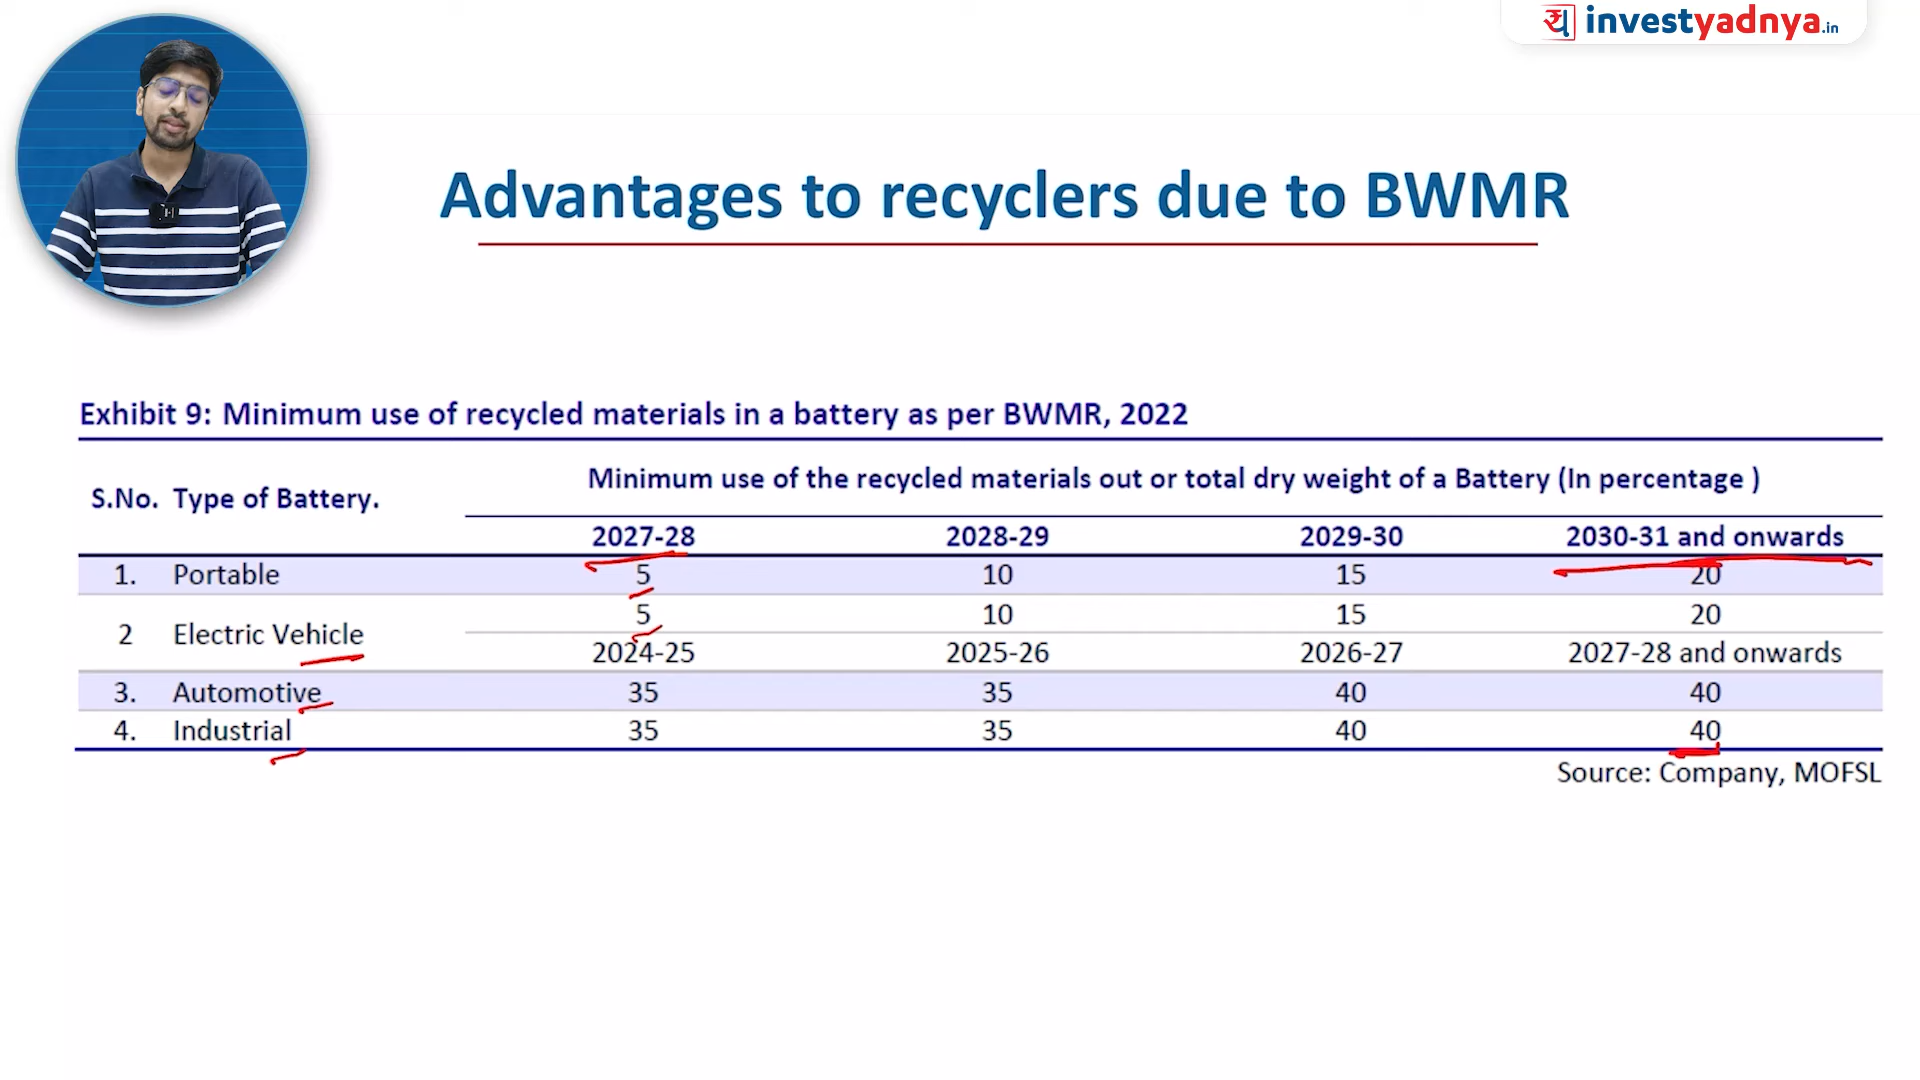 य investyadnya.in
Advantages to recyclers due to BWMR
Exhibit 9: Minimum use of recycled materials in a battery as per BWMR, 2022
S.No. Type of Battery. Minimum use of the recycled materials out or total dry weight of a Battery (In percentage )
2027-28 2028-29 2029-30 2030-31 and onwards
1. Portable 5 10 15 20
2 Electric Vehicle 5 10 15 20
2024-25 2025-26 2026-27 2027-28 and onwards
3. Automotive 35 35 40 40
4. Industrial 35 35 40 40
Source: Company, MOFSL